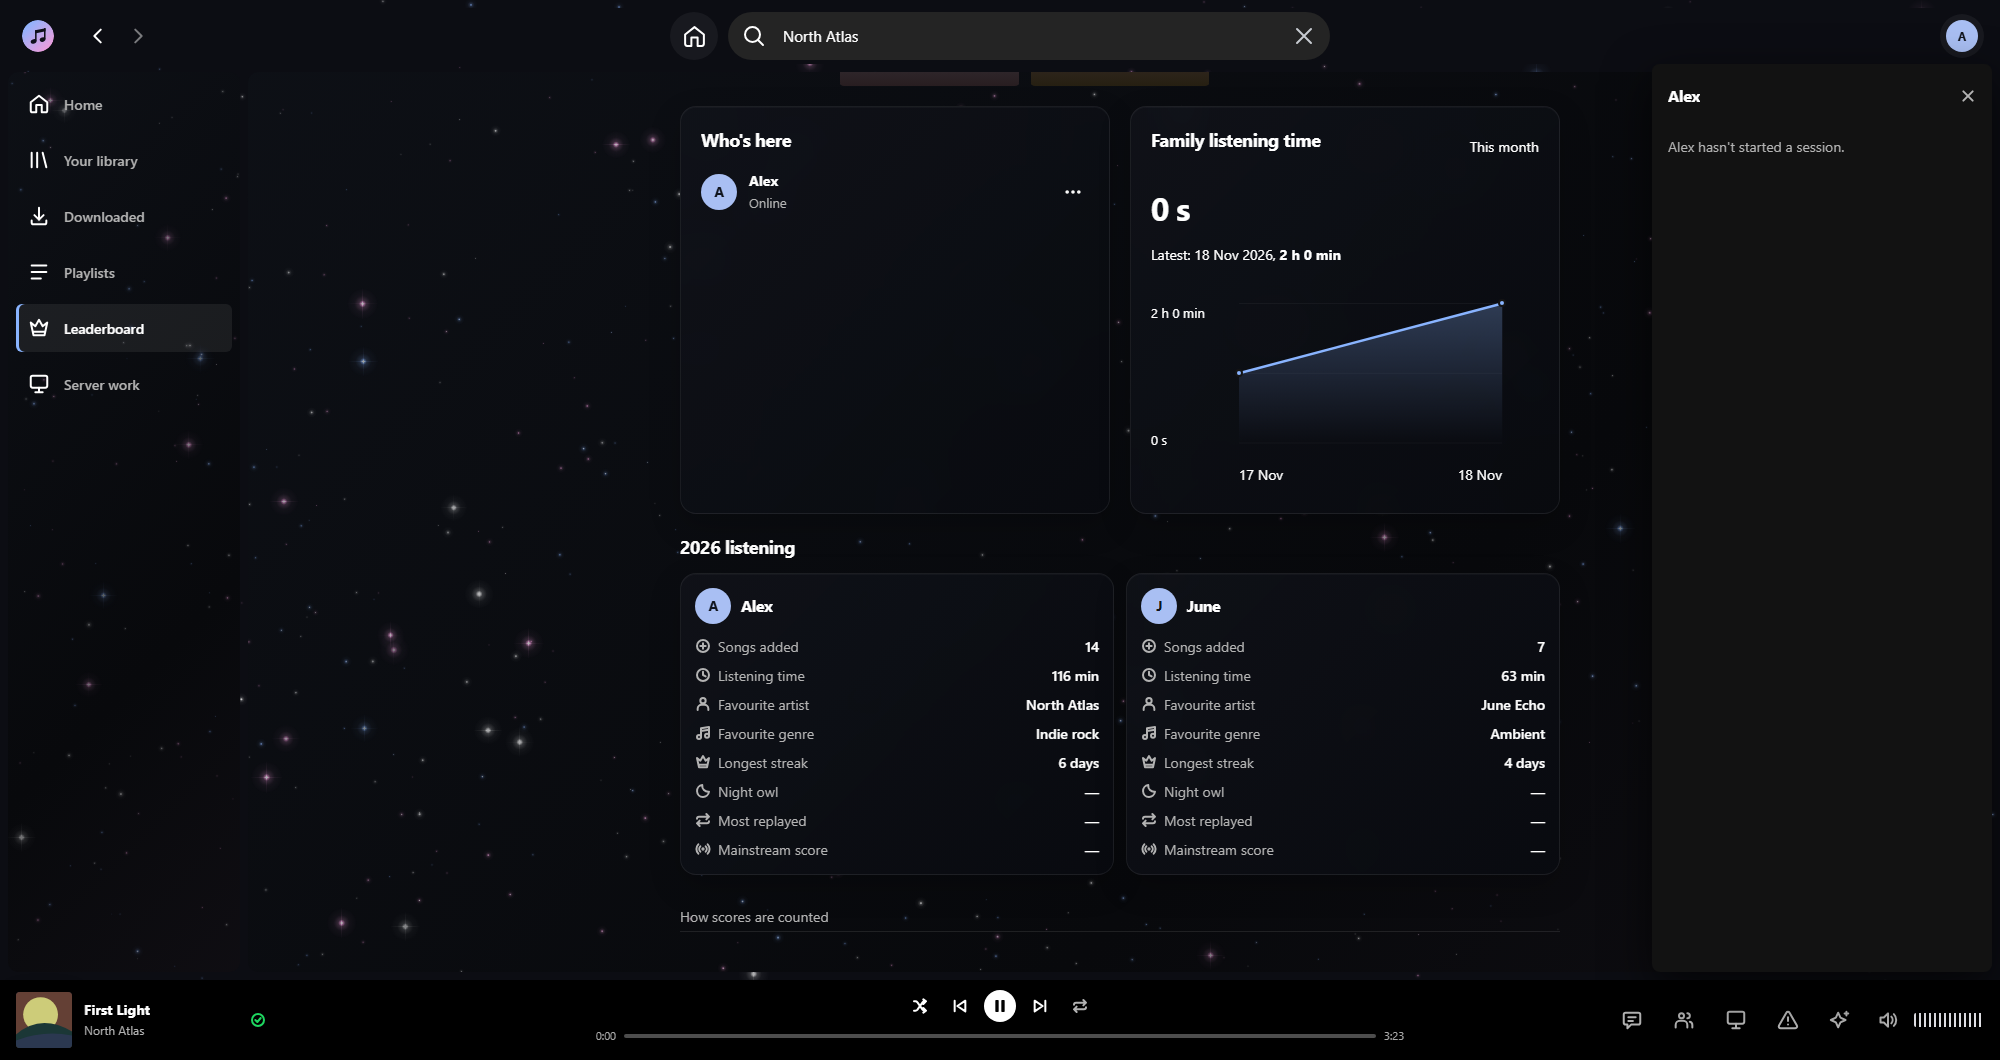 North Atlas
A
Home
Your library
Downloaded
Playlists
Leaderboard
Server work
Who's here
A
Alex
Online
Family listening time
This month
0 s
Latest: 18 Nov 2026, 2 h 0 min
2 h 0 min
0 s
17 Nov
18 Nov
2026 listening
A
Alex
Songs added
14
Listening time
116 min
Favourite artist
North Atlas
Favourite genre
Indie rock
Longest streak
6 days
Night owl
—
Most replayed
—
Mainstream score
—
J
June
Songs added
7
Listening time
63 min
Favourite artist
June Echo
Favourite genre
Ambient
Longest streak
4 days
Night owl
—
Most replayed
—
Mainstream score
—
How scores are counted
Alex
Alex hasn't started a session.
First Light
North Atlas
0:00
3:23